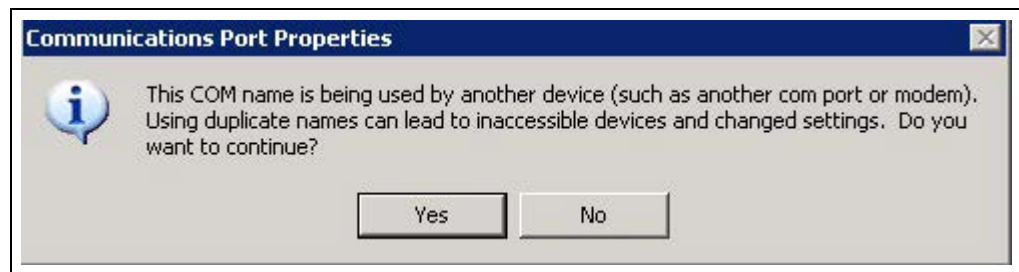 Communications Port Properties
This COM name is being used by another device (such as another com port or modem).
Using duplicate names can lead to inaccessible devices and changed settings.  Do you
want to continue?
Yes
No